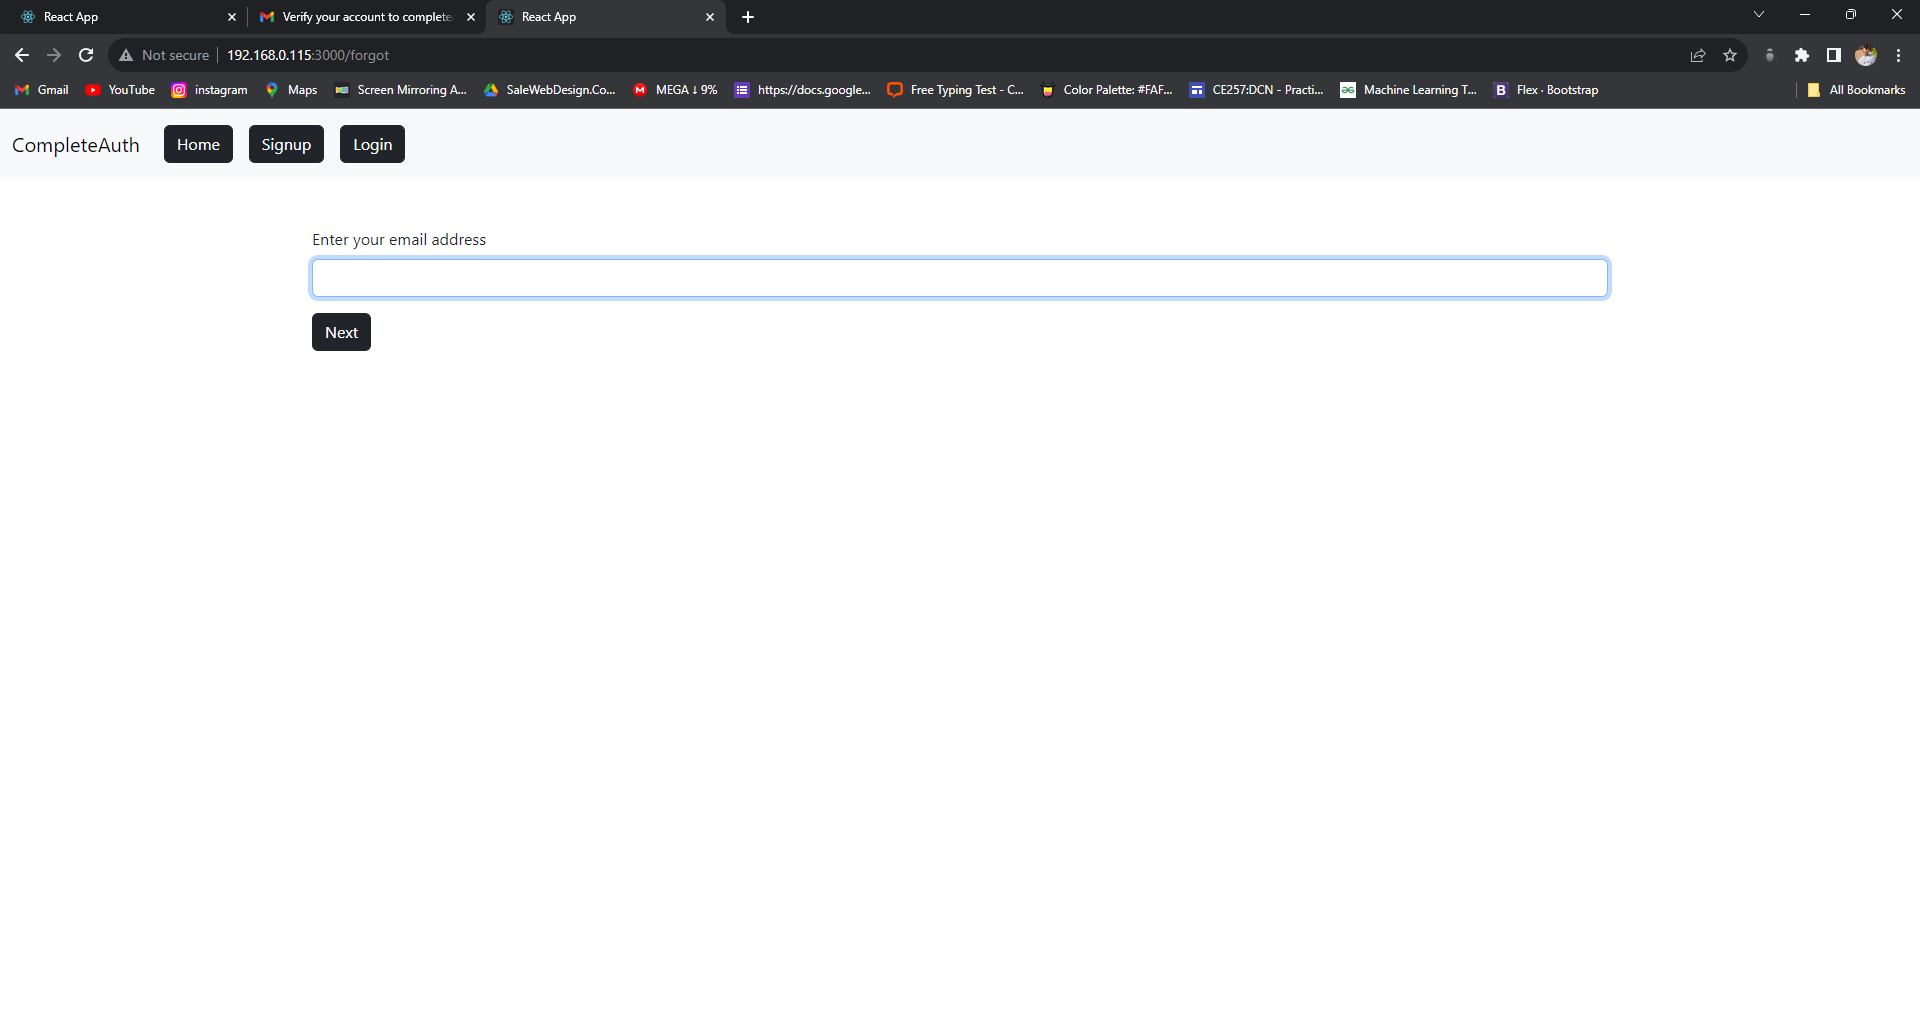 React App
Verify your account to complete
React App
Not secure
192.168.0.115:3000/forgot
Gmail
YouTube
instagram
Maps
Screen Mirroring A...
SaleWebDesign.Co...
MEGA ↓ 9%
https://docs.google...
Free Typing Test - C...
Color Palette: #FAF...
CE257:DCN - Practi...
Machine Learning T...
B
Flex · Bootstrap
All Bookmarks
CompleteAuth
Home
Signup
Login
Enter your email address
Next